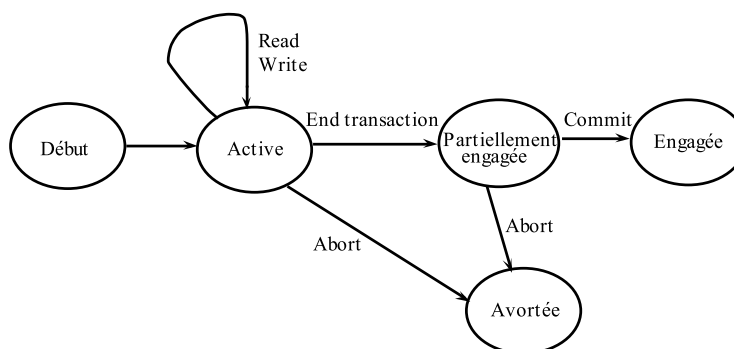 Read
Write
End transaction
Commit
Début
Active
Partiellement
engagée
Engagée
Abort
Abort
Avortée